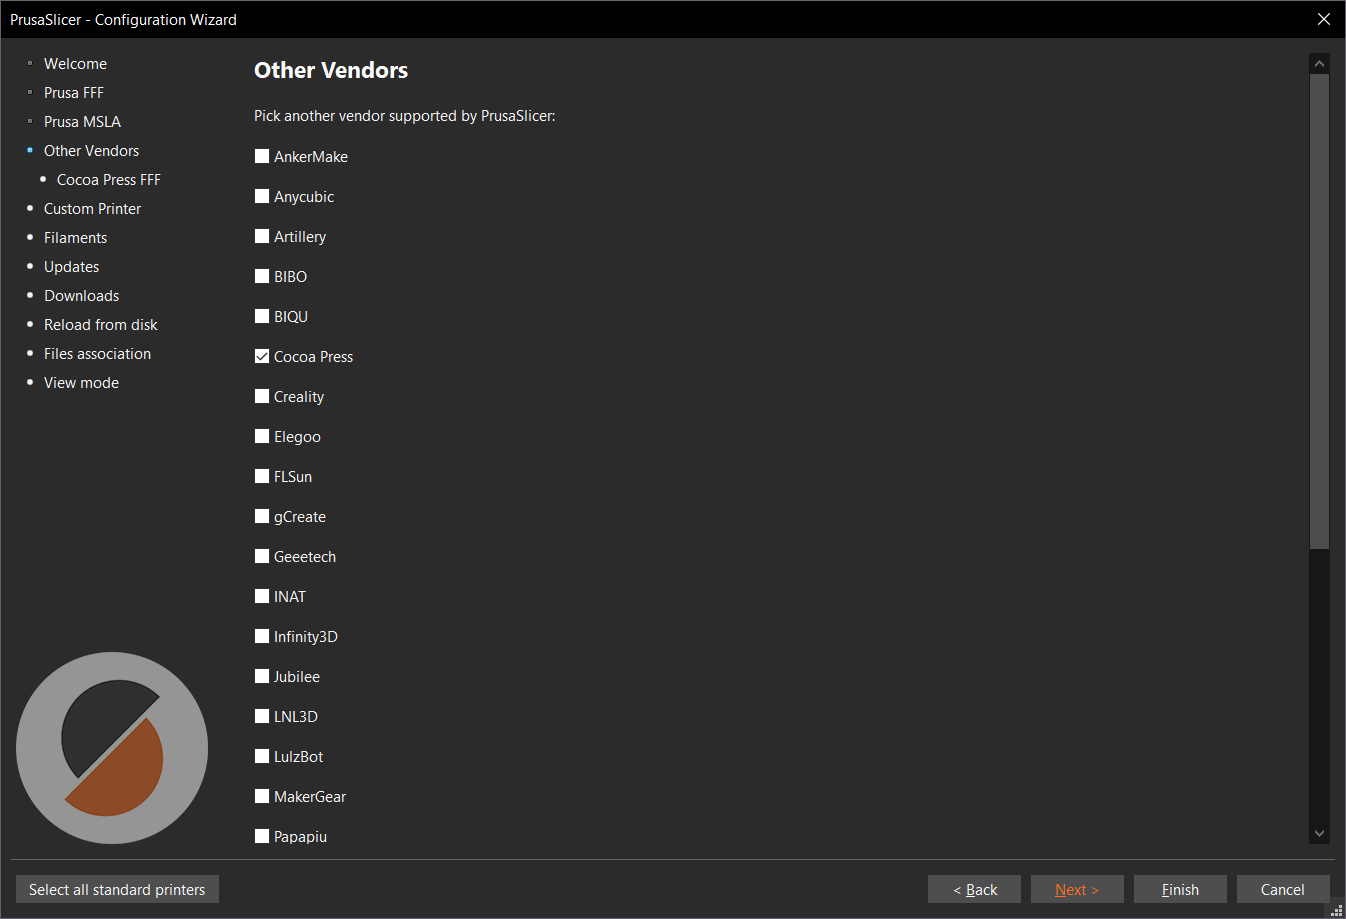 PrusaSlicer - Configuration Wizard
Welcome
Prusa FFF
Prusa MSLA
Other Vendors
Cocoa Press FFF
Custom Printer
Filaments
Updates
Downloads
Reload from disk
Files association
View mode
Other Vendors
Pick another vendor supported by PrusaSlicer:
AnkerMake
Anycubic
Artillery
BIBO
BIQU
Cocoa Press
Creality
Elegoo
FLSun
gCreate
Geeetech
INAT
Infinity3D
Jubilee
LNL3D
LulzBot
MakerGear
Papapiu
Select all standard printers
< Back
Next >
Finish
Cancel